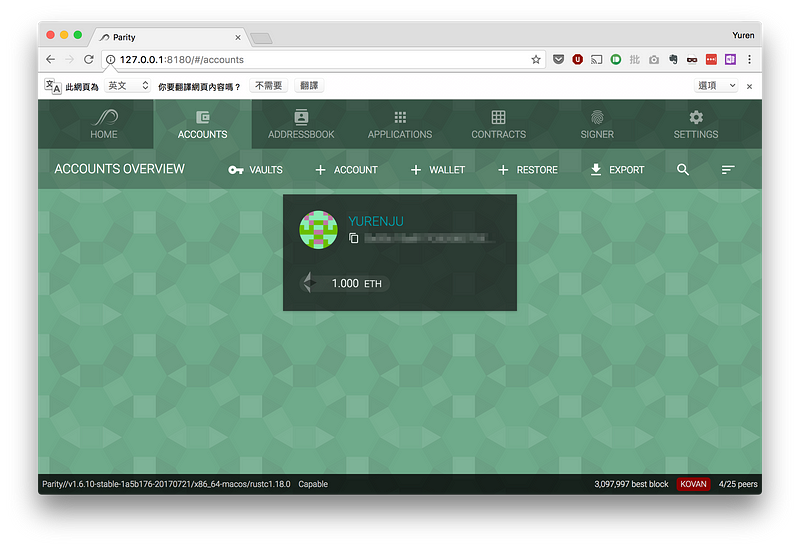 Parity
Yuren
127.0.0.1:8180/#/accounts
此網頁為 英文 你要翻譯網頁內容嗎？ 不需要 翻譯 選項
HOME ACCOUNTS ADDRESSBOOK APPLICATIONS CONTRACTS SIGNER SETTINGS
ACCOUNTS OVERVIEW VAULTS + ACCOUNT + WALLET + RESTORE EXPORT
YURENJU
1.000 ETH
Parity//v1.6.10-stable-1a5b176-20170721/x86_64-macos/rustc1.18.0 Capable 3,097,997 best block KOVAN 4/25 peers